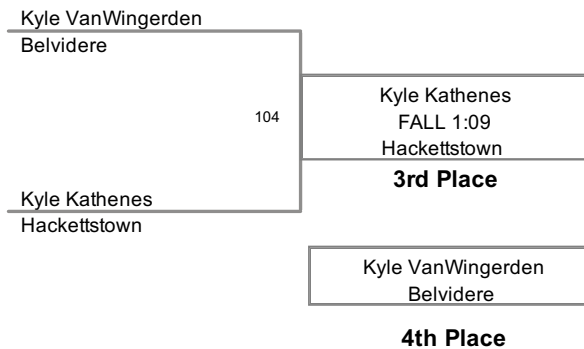 Kyle VanWingerden
Belvidere
104
Kyle Kathenes
FALL 1:09
Hackettstown
3rd Place
Kyle Kathenes
Hackettstown
Kyle VanWingerden
Belvidere
4th Place